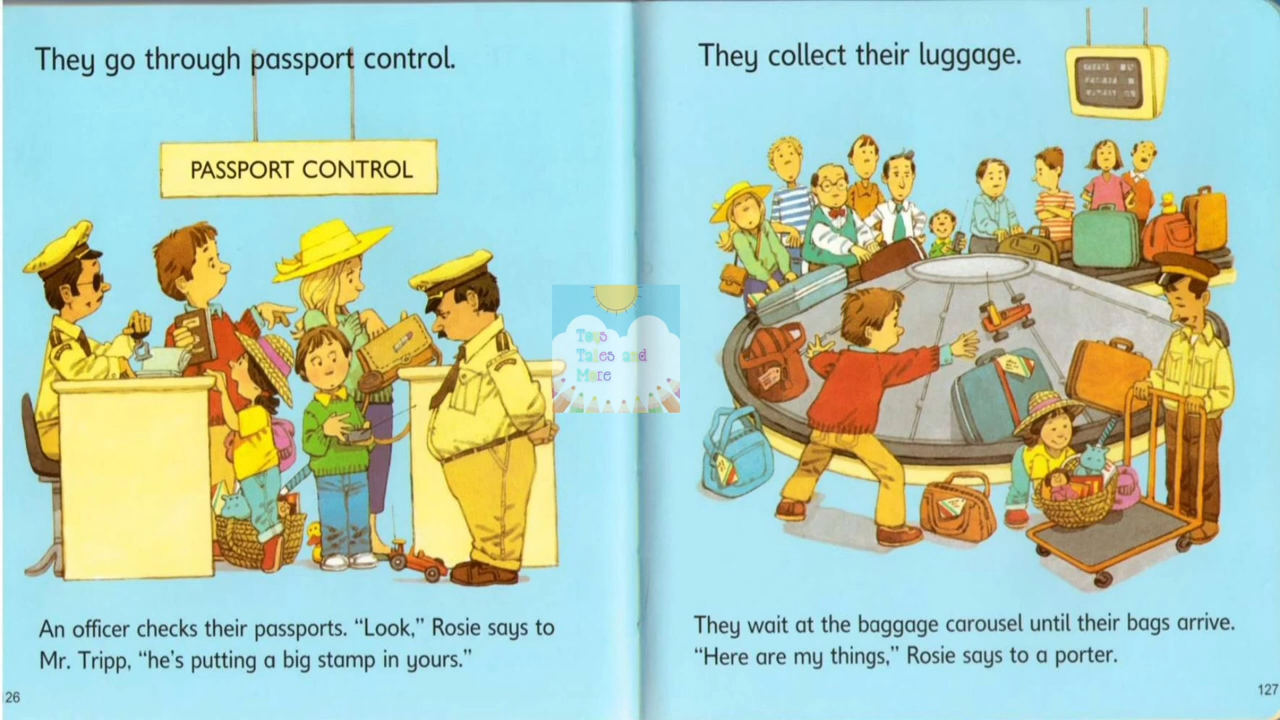 They go through passport control.
PASSPORT CONTROL
An officer checks their passports. “Look,” Rosie says to
Mr. Tripp, “he’s putting a big stamp in yours.”
26
They collect their luggage.
Toys
Tales and
More
They wait at the baggage carousel until their bags arrive.
“Here are my things,” Rosie says to a porter.
127